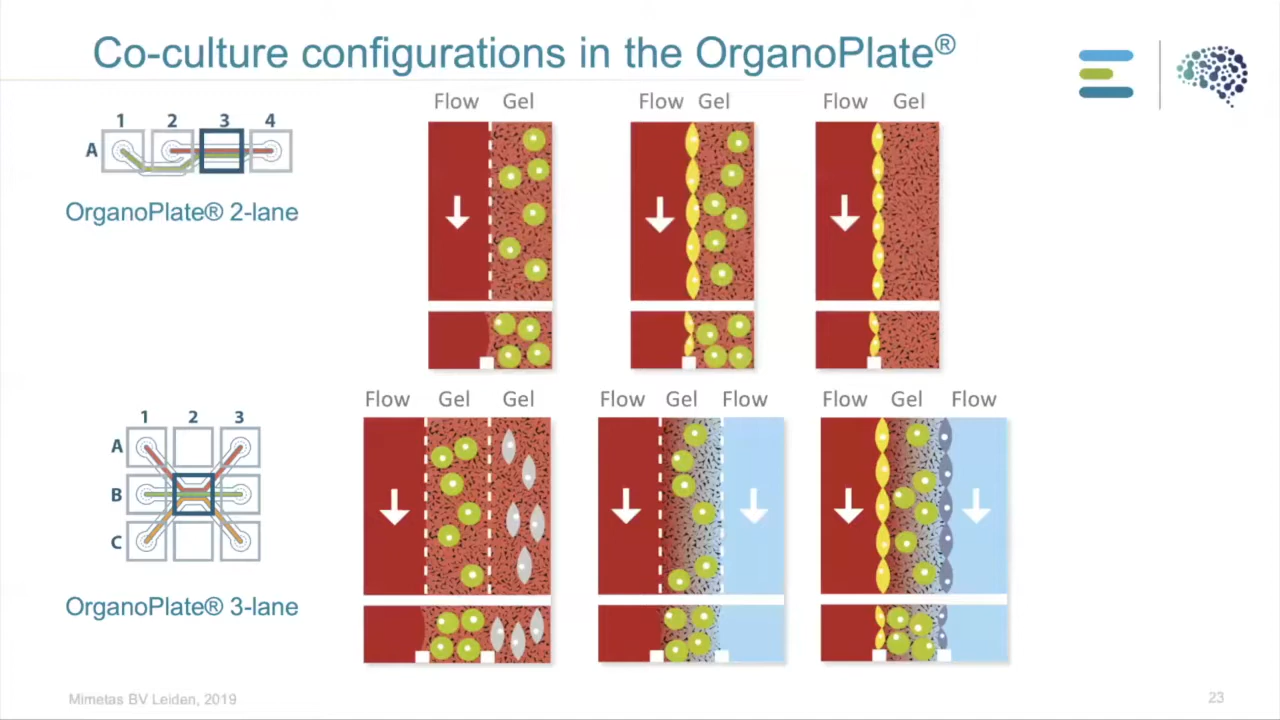 Co-culture configurations in the OrganoPlate®
Flow Gel
Flow Gel
Flow Gel
1 2 3 4
A
OrganoPlate® 2-lane
Flow Gel Gel
Flow Gel Flow
Flow Gel Flow
1 2 3
A
B
C
OrganoPlate® 3-lane
Mimetas BV Leiden, 2019
23